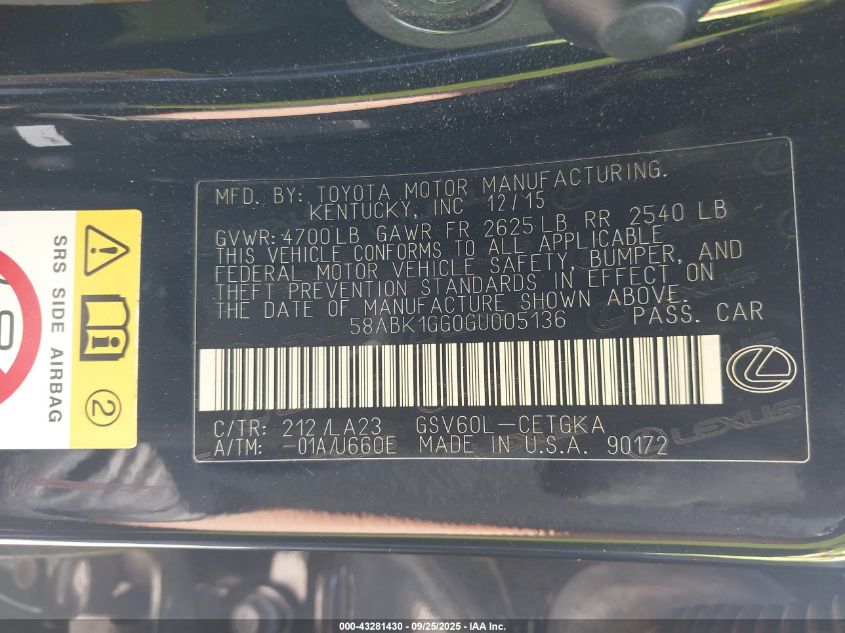 MFD. BY: TOYOTA MOTOR MANUFACTURING.
KENTUCKY, INC 12/15
GVWR: 4700 LB GAWR FR 2625 LB RR 2540 LB
THIS VEHICLE CONFORMS TO ALL APPLICABLE
FEDERAL MOTOR VEHICLE SAFETY, BUMPER, AND
THEFT PREVENTION STANDARDS IN EFFECT ON
THE DATE OF MANUFACTURE SHOWN ABOVE.
58ABK1GG0GU005136 PASS. CAR
C/TR: 212 /LA23 GSV60L-CETGKA
A/TM: -01A/U660E MADE IN U.S.A. 90172
LEXUS
SRS SIDE AIRBAG
2
000-43281430 - 09/25/2025 - IAA Inc.